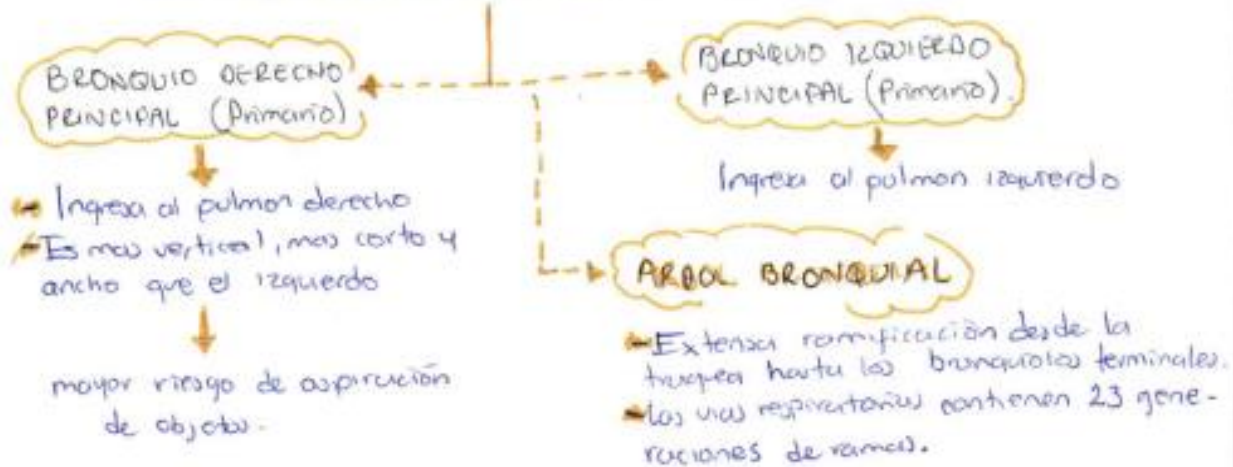 BRONQUIO DERECHO
PRINCIPAL (Primario)
BRONQUIO IZQUIERDO
PRINCIPAL (Primario).
Ingresa al pulmon derecho
Es mas vertical, mas corto y
ancho que el izquierdo
mayor riesgo de aspiración
de objetos.
Ingresa al pulmon izquierdo
ARBOL BRONQUIAL
Extensa ramificación desde la
traquea hasta los bronquiolos terminales.
Las vias respiratorias contienen 23 gene-
raciones de ramas.